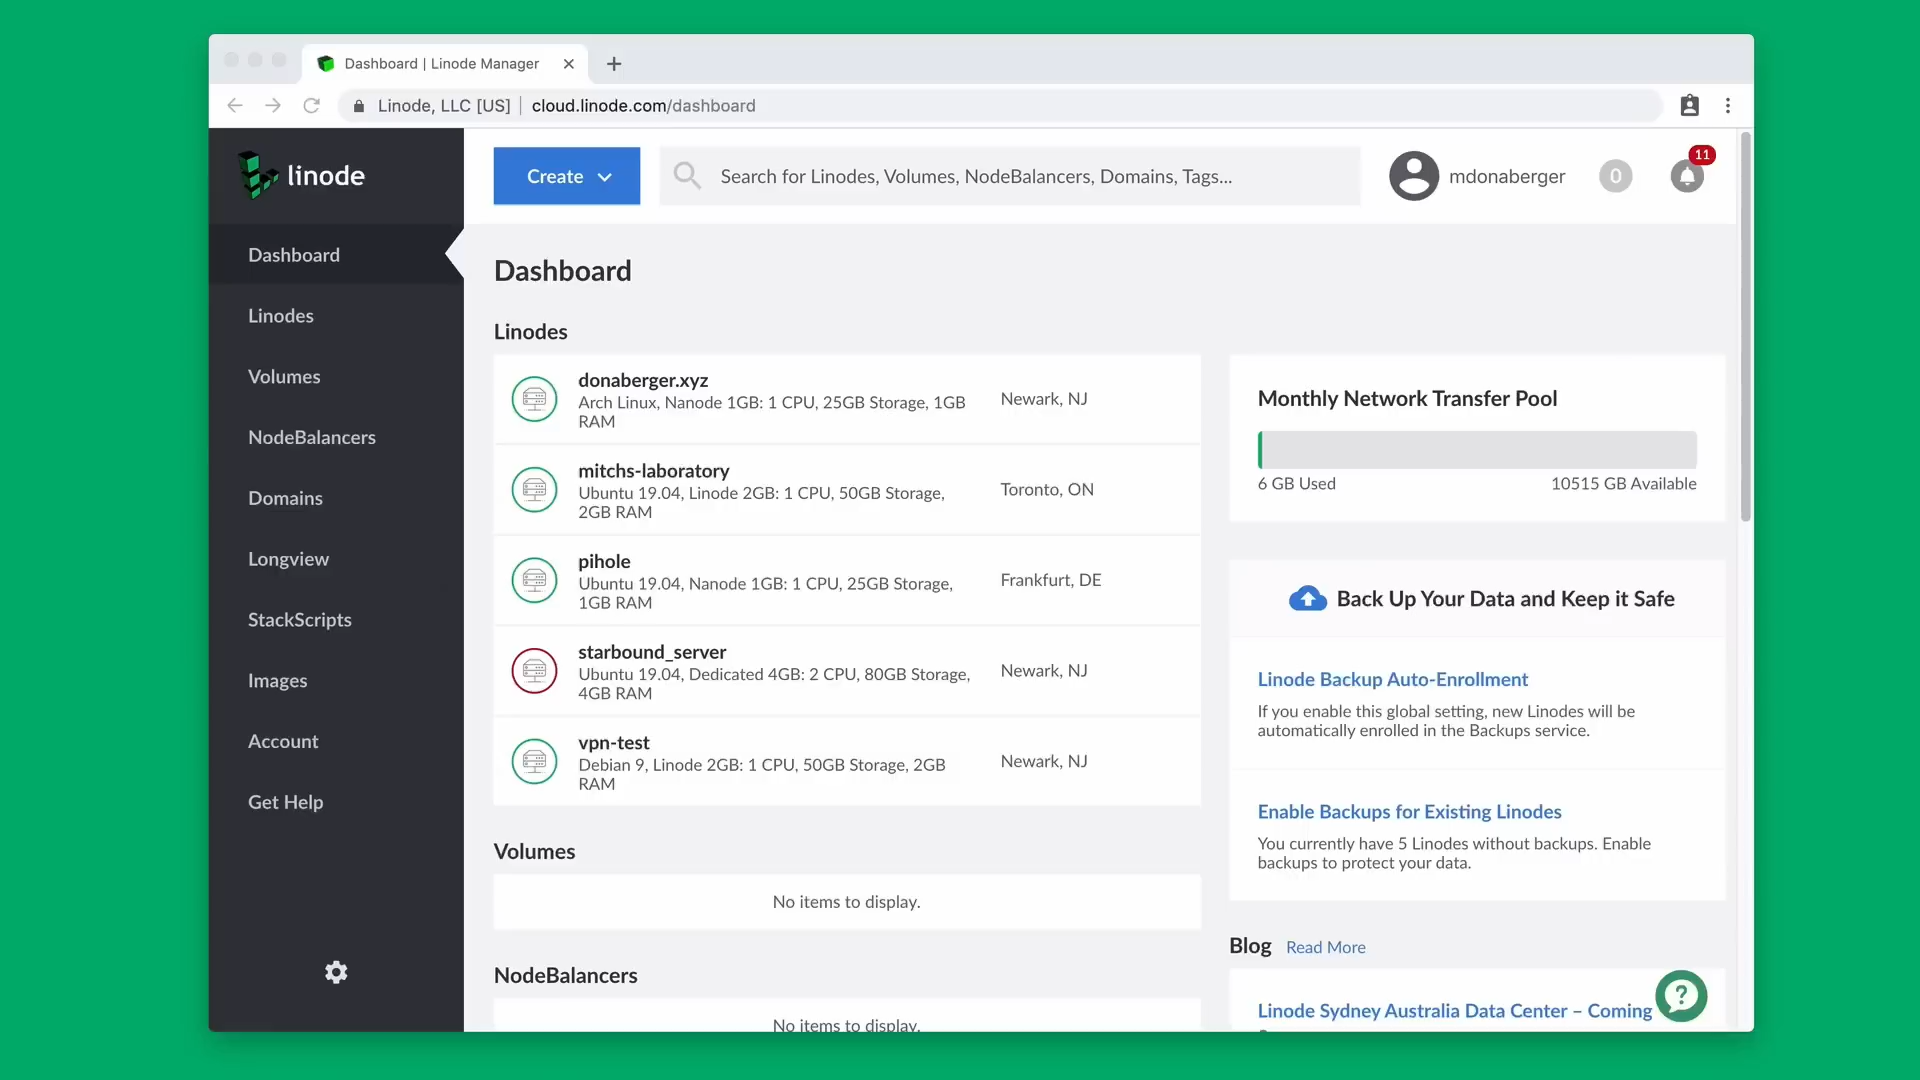 Dashboard | Linode Manager
Linode, LLC [US] | cloud.linode.com/dashboard
linode
Create
Search for Linodes, Volumes, NodeBalancers, Domains, Tags...
mdonaberger
0
11
Dashboard
Linodes
Volumes
NodeBalancers
Domains
Longview
StackScripts
Images
Account
Get Help
Dashboard
Linodes
donaberger.xyz
Arch Linux, Nanode 1GB: 1 CPU, 25GB Storage, 1GB
RAM
Newark, NJ
mitchs-laboratory
Ubuntu 19.04, Linode 2GB: 1 CPU, 50GB Storage,
2GB RAM
Toronto, ON
pihole
Ubuntu 19.04, Nanode 1GB: 1 CPU, 25GB Storage,
1GB RAM
Frankfurt, DE
starbound_server
Ubuntu 19.04, Dedicated 4GB: 2 CPU, 80GB Storage,
4GB RAM
Newark, NJ
vpn-test
Debian 9, Linode 2GB: 1 CPU, 50GB Storage, 2GB
RAM
Newark, NJ
Volumes
No items to display.
NodeBalancers
No items to display.
Monthly Network Transfer Pool
6 GB Used
10515 GB Available
Back Up Your Data and Keep it Safe
Linode Backup Auto-Enrollment
If you enable this global setting, new Linodes will be
automatically enrolled in the Backups service.
Enable Backups for Existing Linodes
You currently have 5 Linodes without backups. Enable
backups to protect your data.
Blog
Read More
Linode Sydney Australia Data Center – Coming